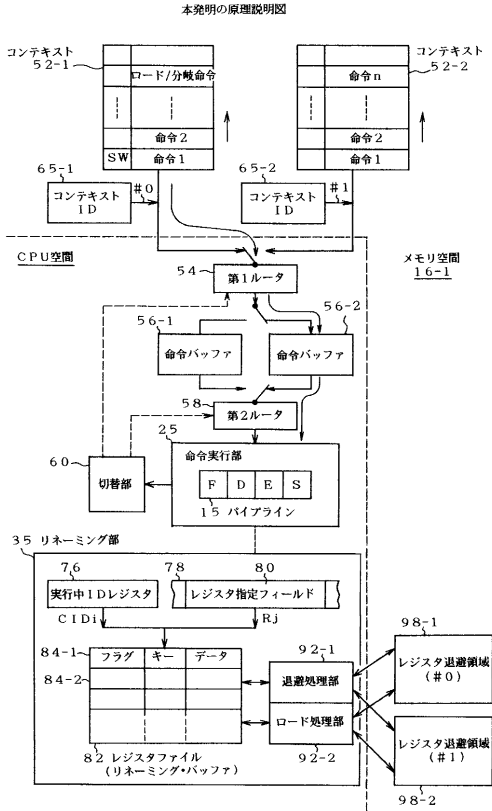 本発明の原理説明図
コンテキスト
52-1
ロード/分岐命令
命令2
SW 命令1
コンテキスト
52-2
命令n
命令2
命令1
65-1
コンテキスト
ID
#0
65-2
コンテキスト
ID
#1
CPU空間
メモリ空間
16-1
54
第1ルータ
56-1
命令バッファ
56-2
命令バッファ
58
第2ルータ
25
命令実行部
F D E S
15 パイプライン
60
切替部
35 リネーミング部
76
実行中IDレジスタ
78
80
レジスタ指定フィールド
CIDi
Rj
84-1
フラグ キー データ
84-2
82 レジスタファイル
(リネーミング・バッファ)
92-1
退避処理部
ロード処理部
92-2
98-1
レジスタ退避領域
(#0)
レジスタ退避領域
(#1)
98-2